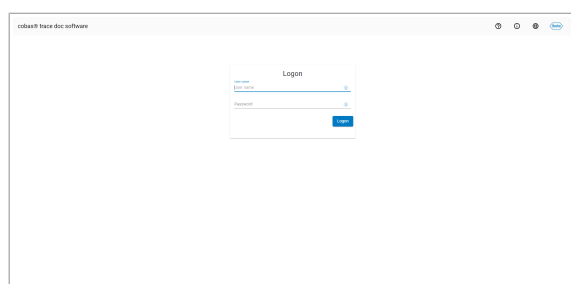 cobas® trace doc software
Roche
Logon
User name
User name
Password
Logon